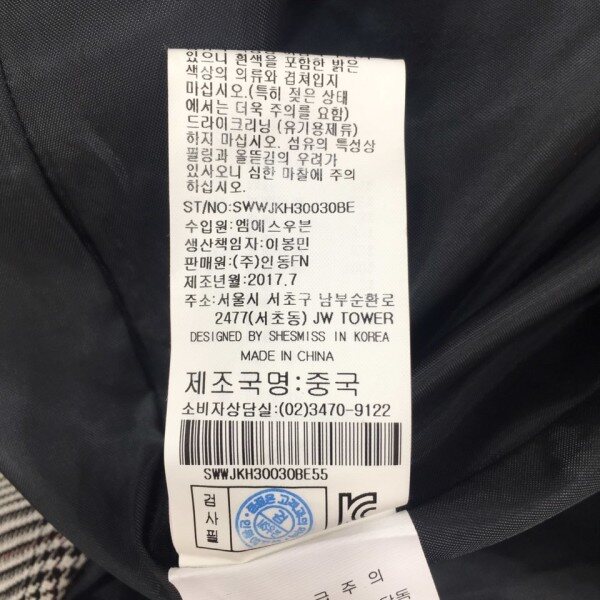 있으니 흰색을 포함한 밝은
색상의 의류와 겹쳐입지
마십시오.(특히 젖은 상태
에서는 더욱 주의를 요함)
드라이크리닝 (유기용제류)
하지 마십시오. 섬유의 특성상
필링과 올뜯김의 우려가
있사오니 심한 마찰에 주의
하십시오.
ST/NO:SWWJKH30030BE
수입원:엠에스우븐
생산책임자:이봉민
판매원:(주)인동FN
제조년월:2017.7
주소:서울시 서초구 남부순환로
2477(서초동) JW TOWER
DESIGNED BY SHESMISS IN KOREA
MADE IN CHINA
제조국명:중국
소비자상담실:(02)3470-9122
SWWJKH30030BE55
검사필
금 주 의
단독